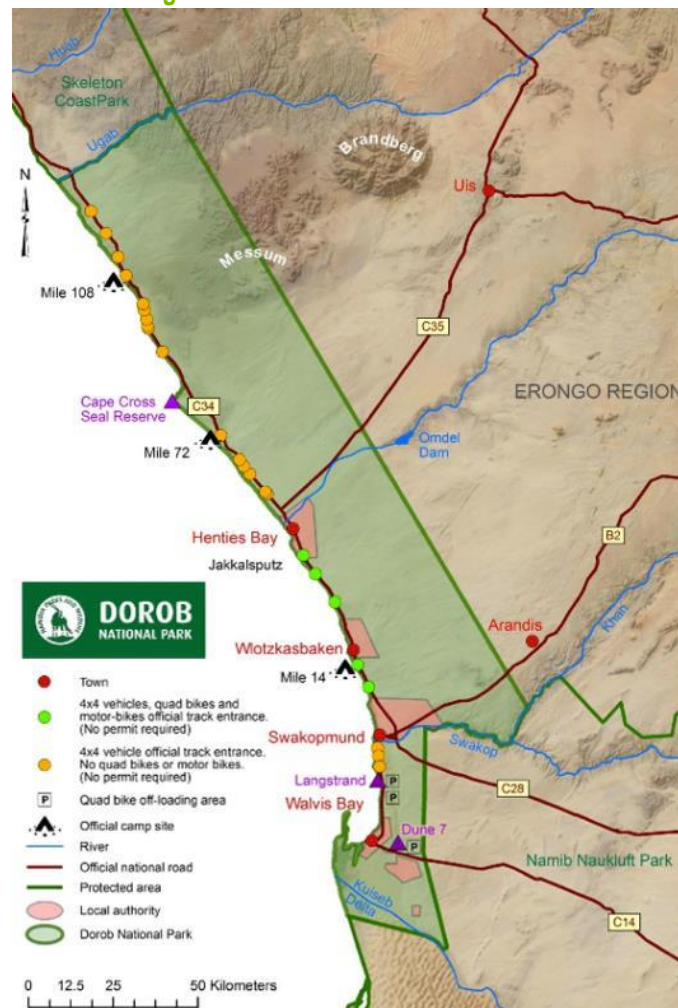 Huab
Skeleton
CoastPark
Ugab
Brandberg
Uis
N
Messum
Mile 108
C35
Cape Cross
Seal Reserve
C34
ERONGO REGION
Omdel
Dam
Mile 72
Henties Bay
B2
Jakkalsputz
DOROB
NATIONAL PARK
Arandis
Khan
Wlotzkasbaken
Mile 14
Town
4x4 vehicles, quad bikes and
motor-bikes official track entrance.
(No permit required)
Swakopmund
Swakop
4x4 vehicle official track entrance.
No quad bikes or motor bikes.
(No permit required)
Langstrand
P
C28
Quad bike off-loading area
P
Walvis Bay
P
Official camp site
Dune 7
P
River
Namib Naukluft Park
Official national road
Protected area
Kuiseb
Delta
Local authority
C14
Dorob National Park
0 12.5 25 50 Kilometers